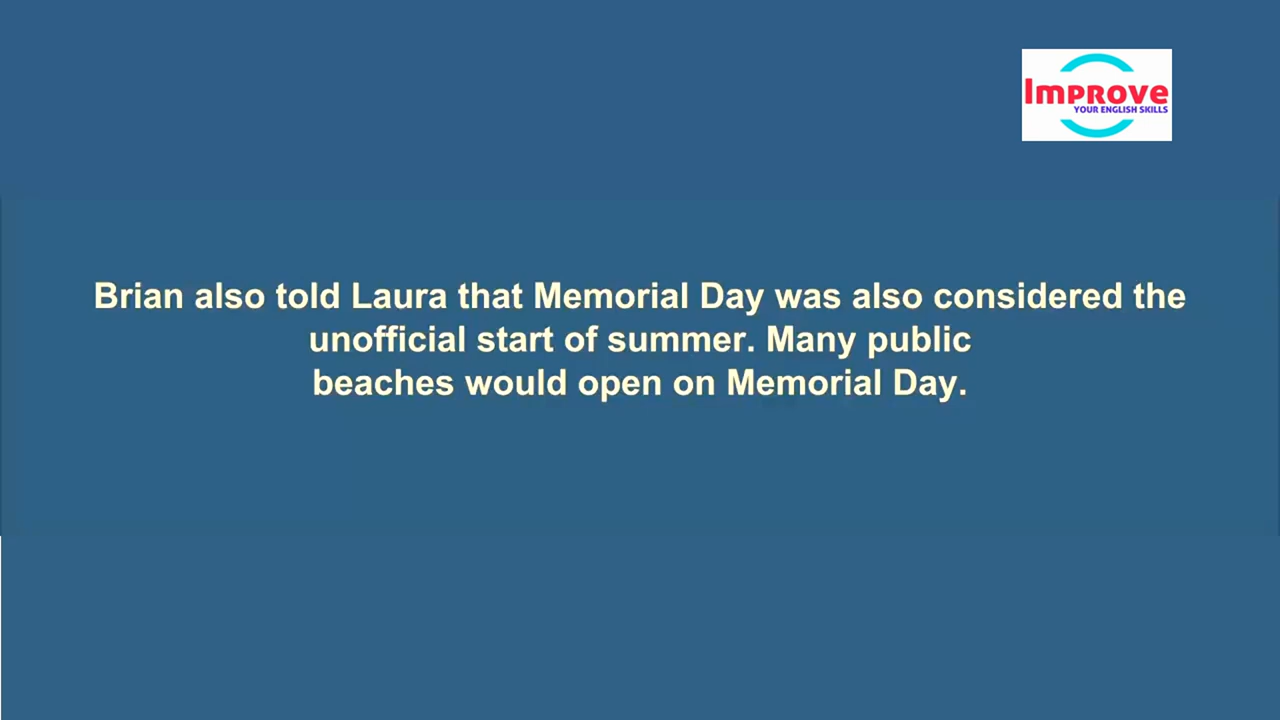 Improve
YOUR ENGLISH SKILLS
Brian also told Laura that Memorial Day was also considered the
unofficial start of summer. Many public
beaches would open on Memorial Day.